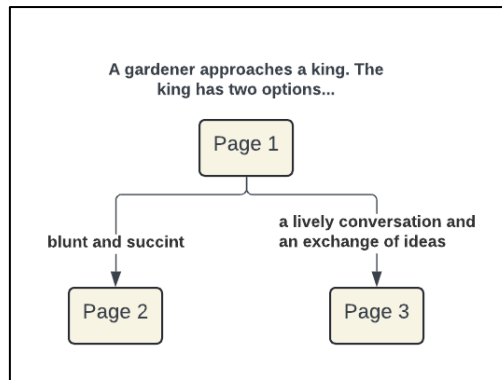 A gardener approaches a king. The
king has two options...
Page 1
blunt and succint
a lively conversation and
an exchange of ideas
Page 2
Page 3